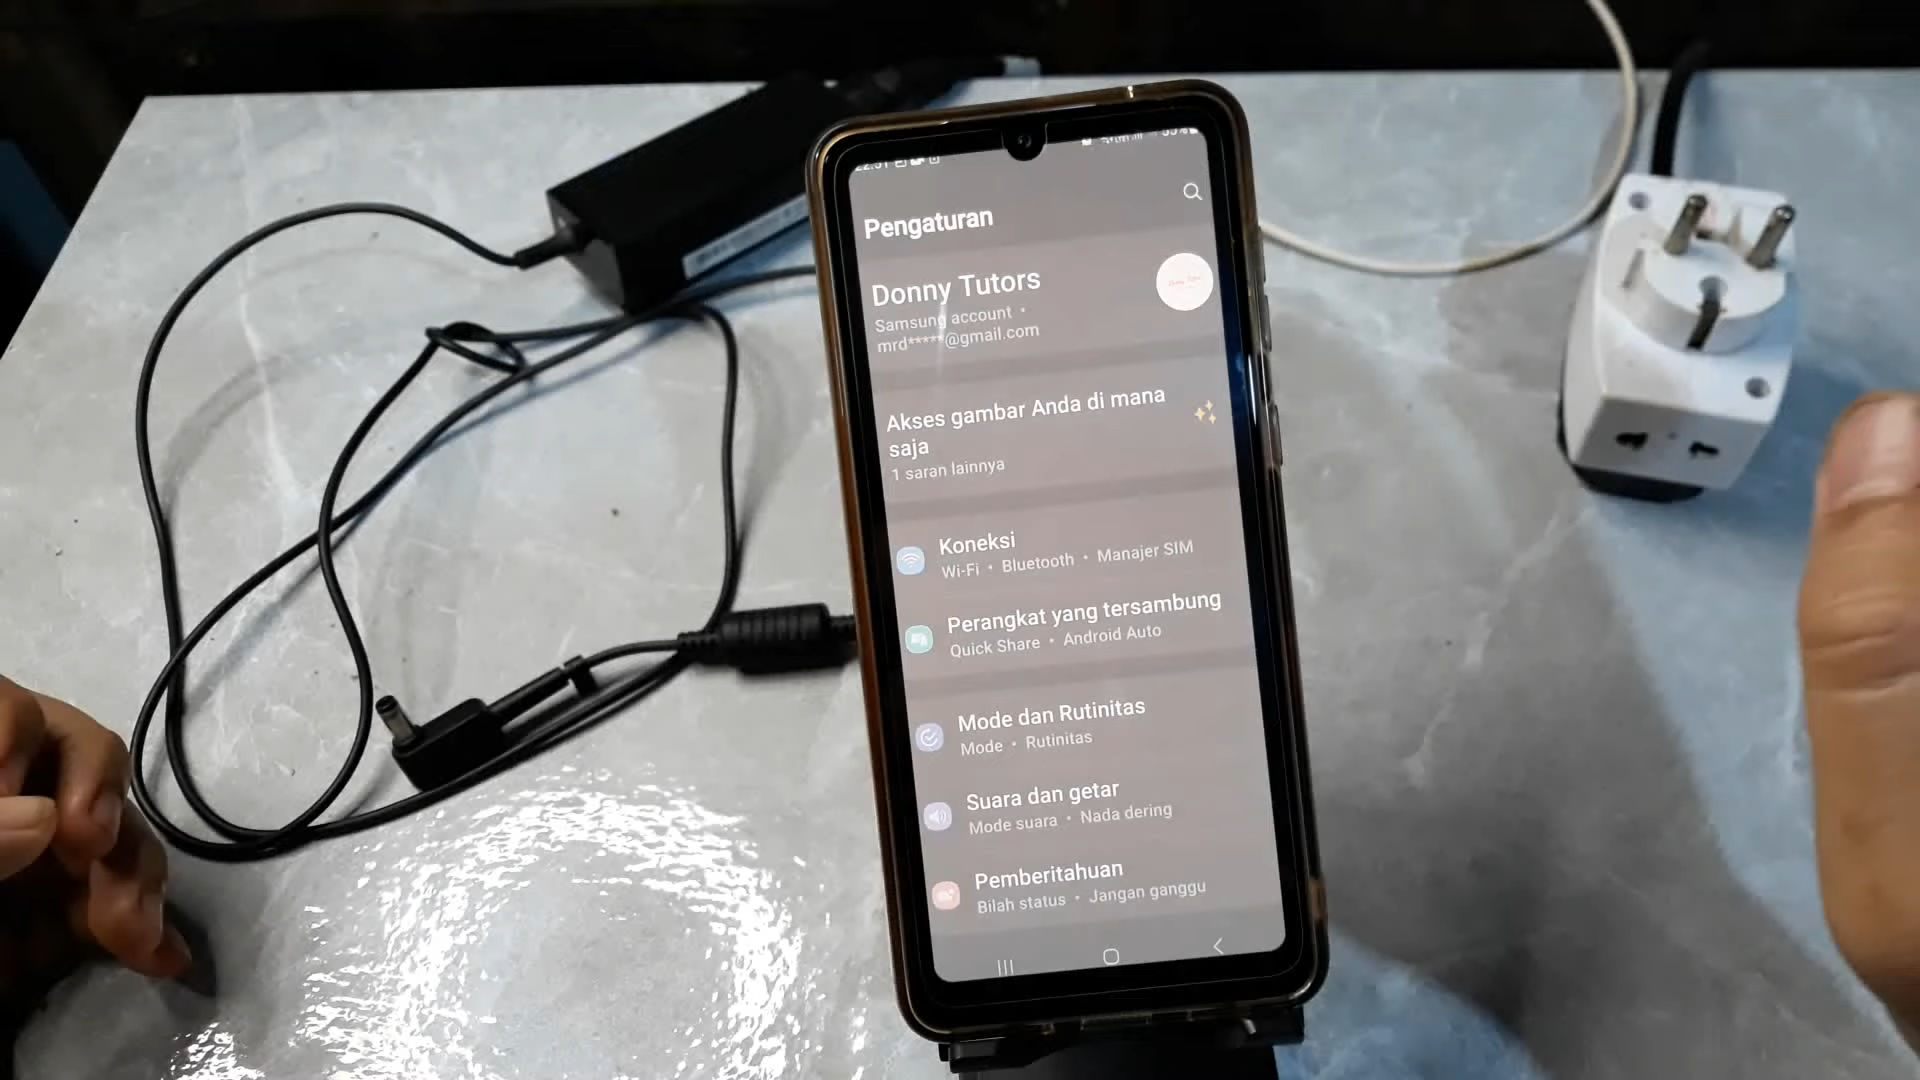 Pengaturan
Donny Tutors
Samsung account •
mrd*****@gmail.com
Akses gambar Anda di mana
saja
1 saran lainnya
Koneksi
Wi-Fi • Bluetooth • Manajer SIM
Perangkat yang tersambung
Quick Share • Android Auto
Mode dan Rutinitas
Mode • Rutinitas
Suara dan getar
Mode suara • Nada dering
Pemberitahuan
Bilah status • Jangan ganggu